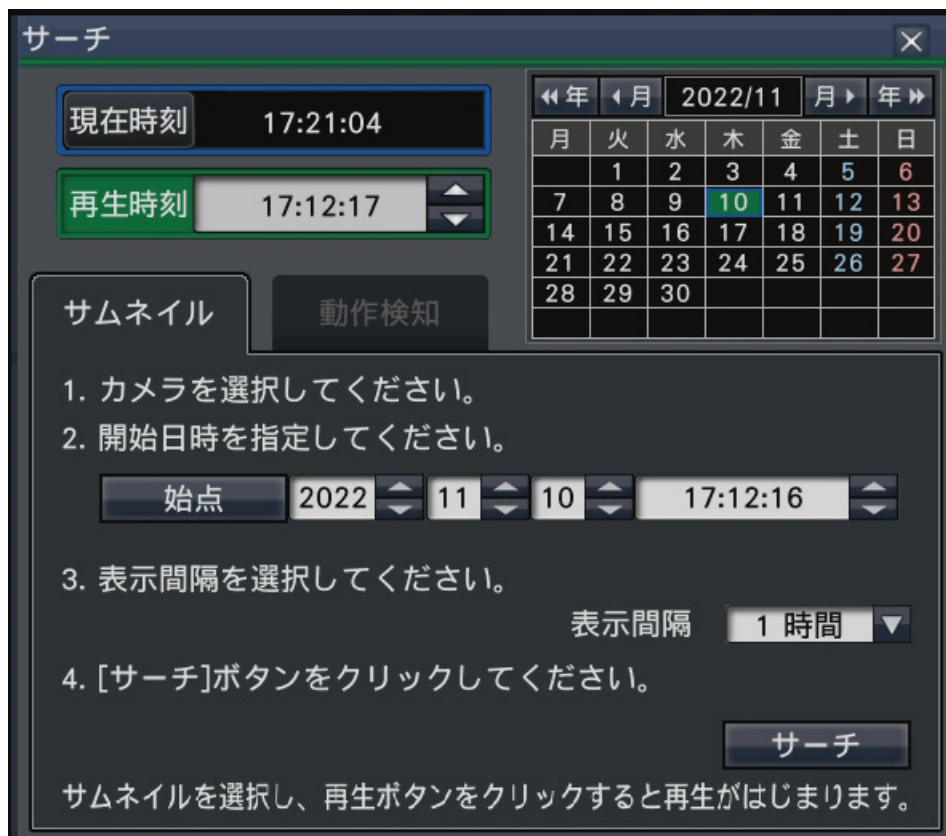 サーチ
現在時刻 17:21:04
再生時刻 17:12:17
年 月 2022/11 月 年
月 火 水 木 金 土 日
1 2 3 4 5 6
7 8 9 10 11 12 13
14 15 16 17 18 19 20
21 22 23 24 25 26 27
28 29 30
サムネイル 動作検知
1. カメラを選択してください。
2. 開始日時を指定してください。
始点 2022 11 10 17:12:16
3. 表示間隔を選択してください。
表示間隔 1 時間
4. [サーチ]ボタンをクリックしてください。
サーチ
サムネイルを選択し、再生ボタンをクリックすると再生がはじまります。